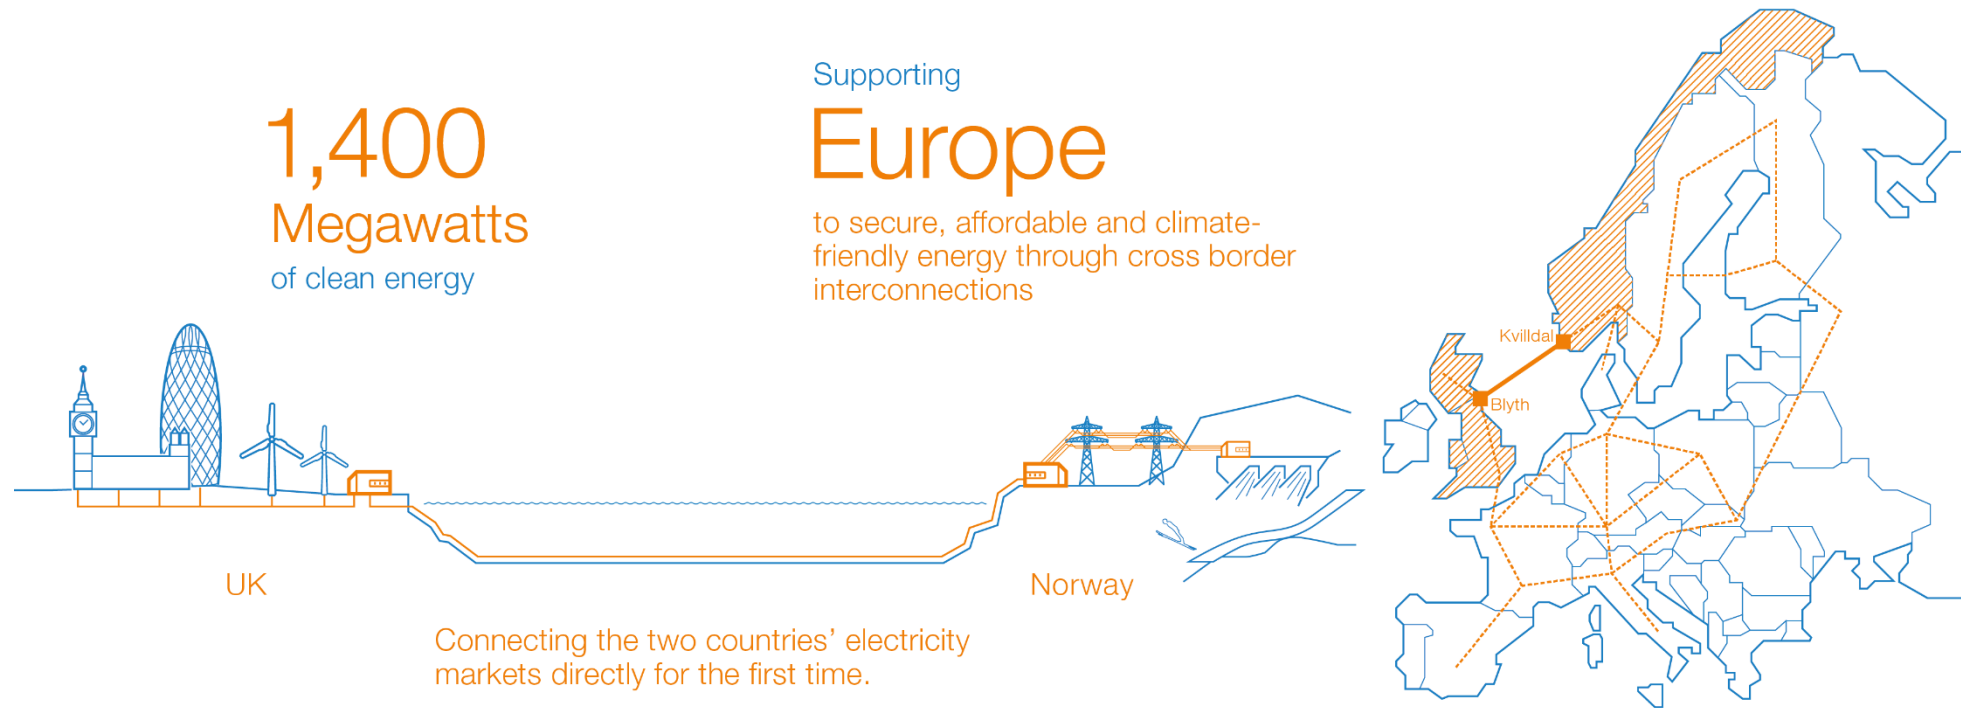 1,400
Megawatts
of clean energy
Supporting
Europe
to secure, affordable and climate-
friendly energy through cross border
interconnections
UK
Norway
Connecting the two countries’ electricity
markets directly for the first time.
Kvilldal
Blyth